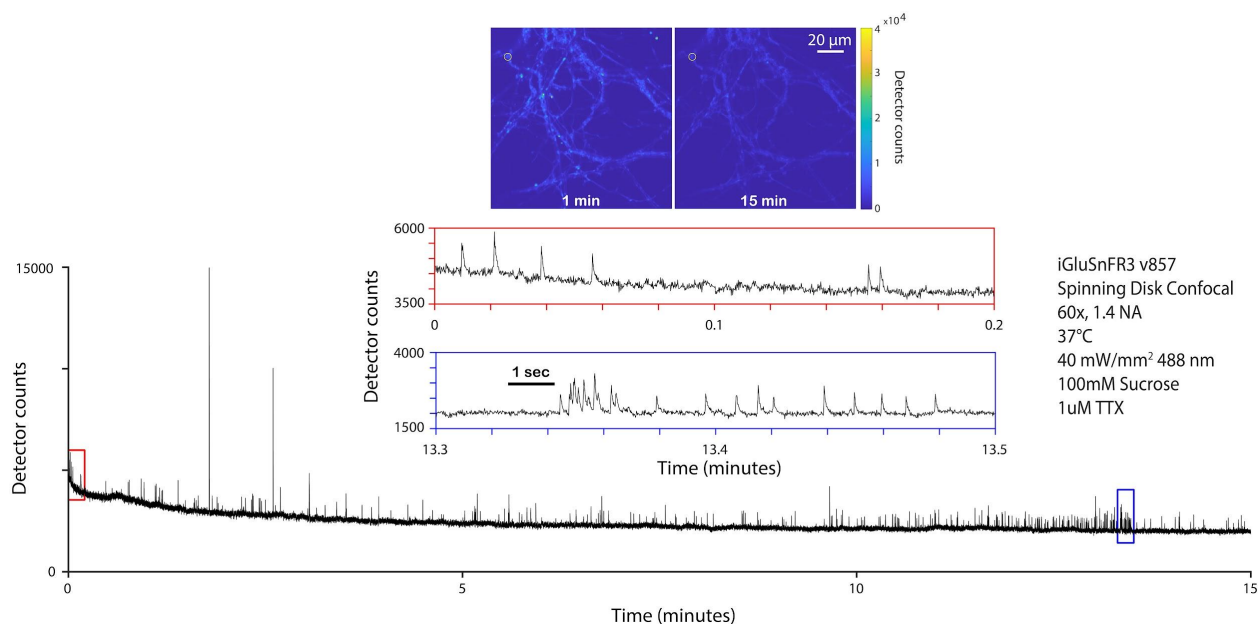 ×10⁴
4
3
2
1
0
Detector counts
20 µm
1 min
15 min
6000
3500
0
0.1
0.2
Detector counts
4000
1500
1 sec
13.3
13.4
13.5
Time (minutes)
iGluSnFR3 v857
Spinning Disk Confocal
60x, 1.4 NA
37°C
40 mW/mm² 488 nm
100mM Sucrose
1uM TTX
15000
0
Detector counts
0
5
10
15
Time (minutes)